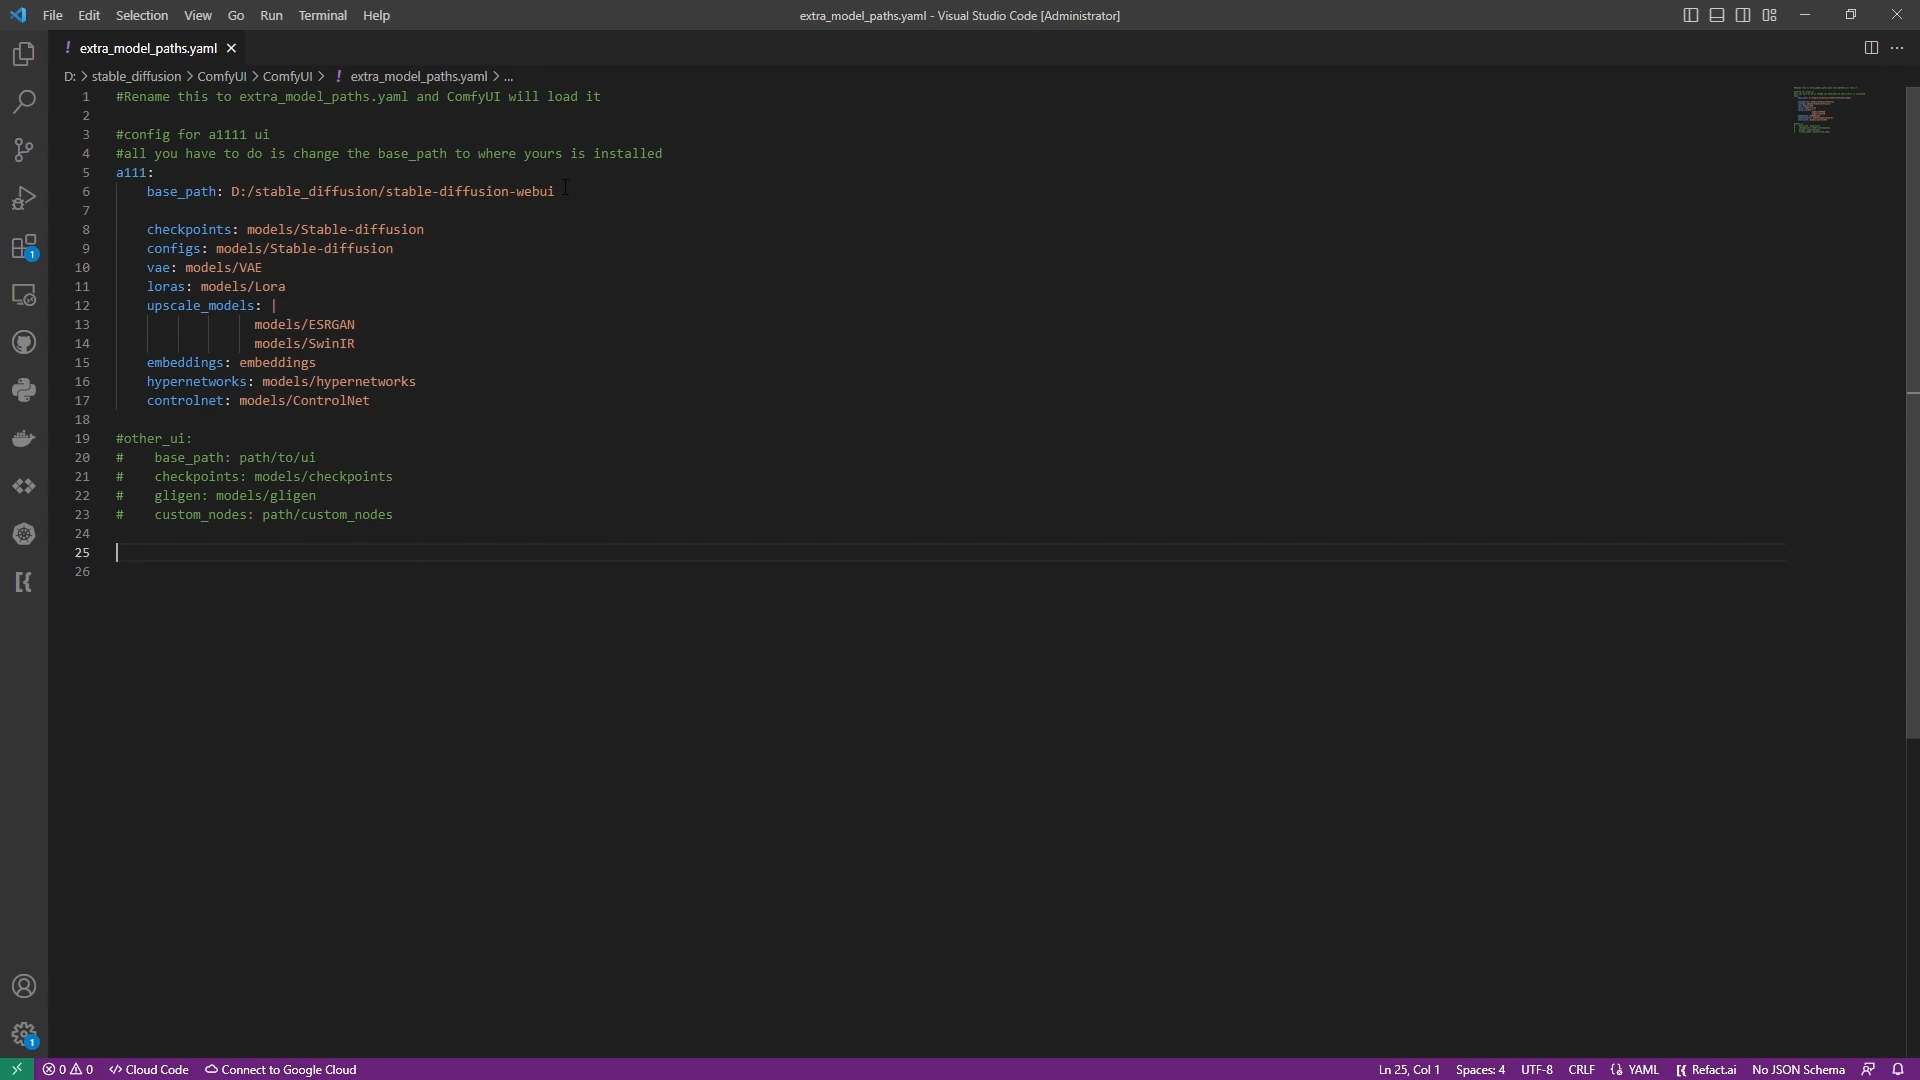 File Edit Selection View Go Run Terminal Help
extra_model_paths.yaml - Visual Studio Code [Administrator]
! extra_model_paths.yaml
D: > stable_diffusion > ComfyUI > ComfyUI > ! extra_model_paths.yaml > ...
1 #Rename this to extra_model_paths.yaml and ComfyUI will load it
2
3 #config for a1111 ui
4 #all you have to do is change the base_path to where yours is installed
5 a111:
6     base_path: D:/stable_diffusion/stable-diffusion-webui
7
8     checkpoints: models/Stable-diffusion
9     configs: models/Stable-diffusion
10     vae: models/VAE
11     loras: models/Lora
12     upscale_models: |
13                   models/ESRGAN
14                   models/SwinIR
15     embeddings: embeddings
16     hypernetworks: models/hypernetworks
17     controlnet: models/ControlNet
18
19 #other_ui:
20 #    base_path: path/to/ui
21 #    checkpoints: models/checkpoints
22 #    gligen: models/gligen
23 #    custom_nodes: path/custom_nodes
24
25
26
1
1
0 0 Cloud Code Connect to Google Cloud
Ln 25, Col 1 Spaces: 4 UTF-8 CRLF YAML Refact.ai No JSON Schema